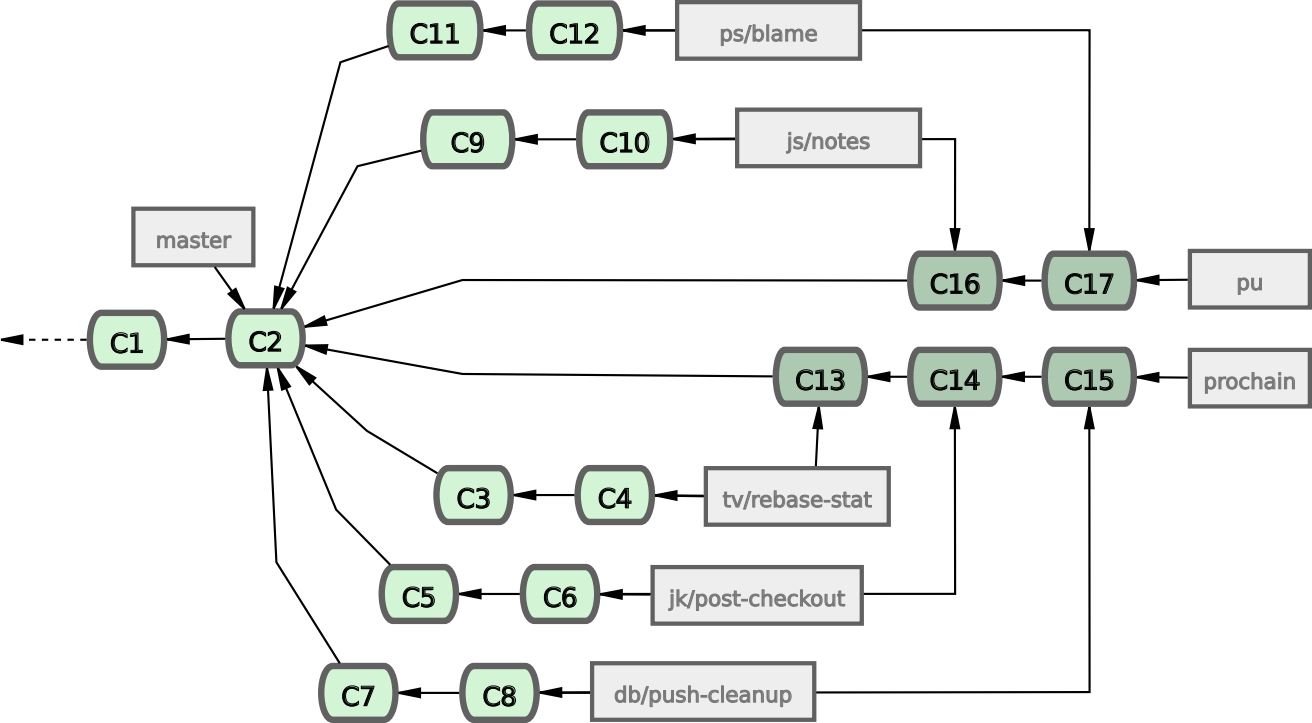 C11
C12
ps/blame
C9
C10
js/notes
master
C16
C17
pu
C1
C2
C13
C14
C15
prochain
C3
C4
tv/rebase-stat
C5
C6
jk/post-checkout
C7
C8
db/push-cleanup